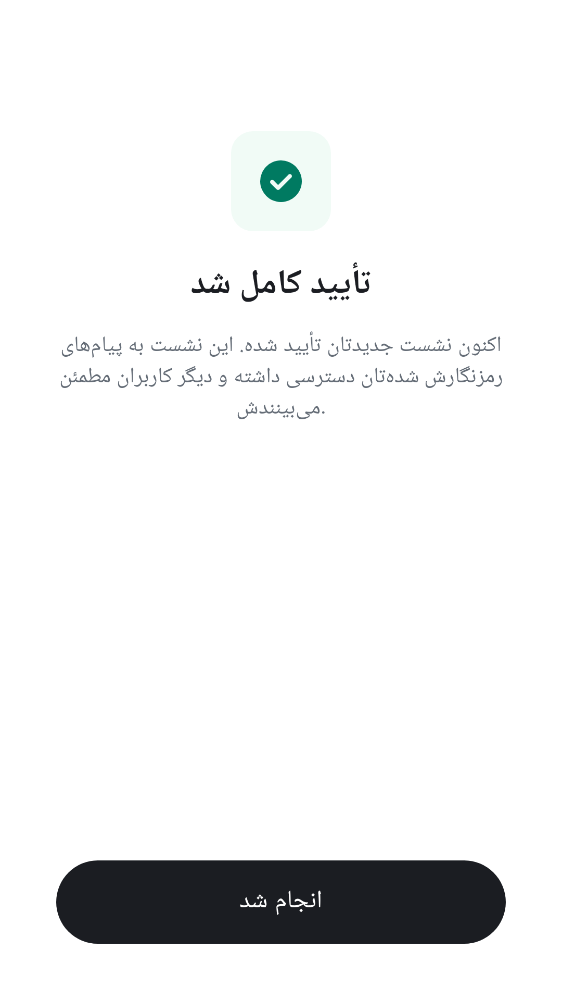 تأیید کامل شد
اکنون نشست جدیدتان تأیید شده. این نشست به پیام‌های
رمزنگارش شده‌تان دسترسی داشته و دیگر کاربران مطمئن
می‌بینندش.
انجام شد